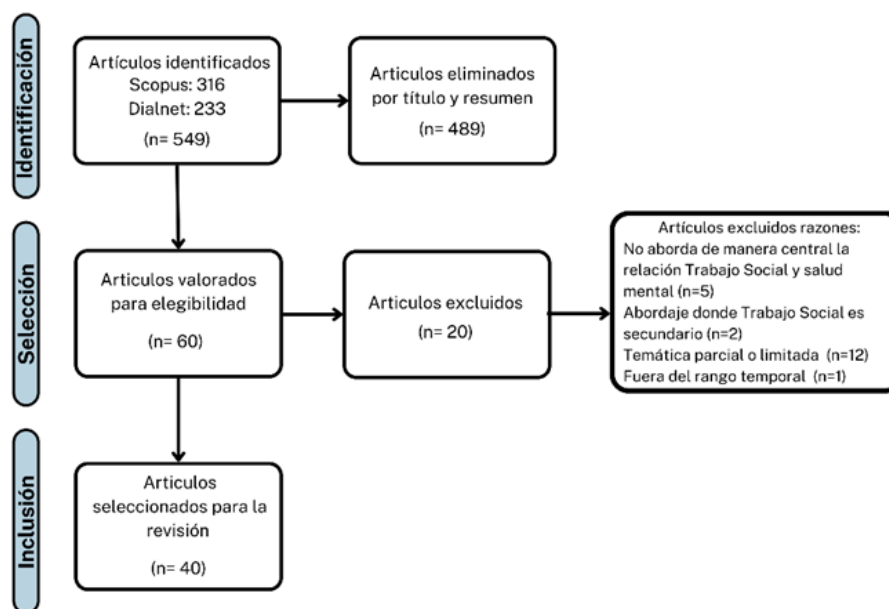 Identificación
Artículos identificados
Scopus: 316
Dialnet: 233
(n= 549)
Articulos eliminados
por título y resumen
(n= 489)
Selección
Articulos valorados
para elegibilidad
(n= 60)
Articulos excluidos
(n= 20)
Artículos excluidos razones:
No aborda de manera central la
relación Trabajo Social y salud
mental (n=5)
Abordaje donde Trabajo Social es
secundario (n=2)
Temática parcial o limitada (n=12)
Fuera del rango temporal (n=1)
Inclusión
Articulos
seleccionados para la
revisión
(n= 40)